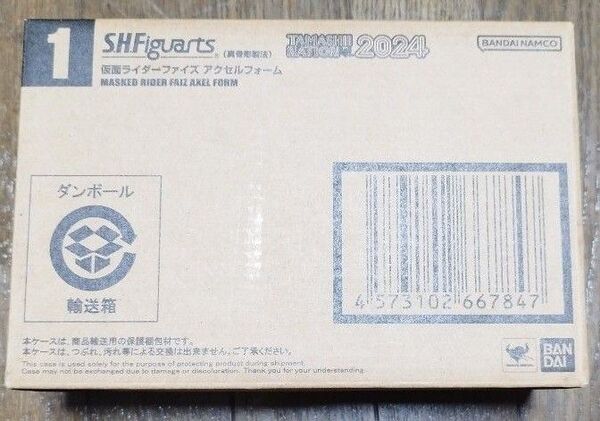 1
S.H.Figuarts (真骨彫製法)
TAMASHII NATION 2024
BANDAI NAMCO
仮面ライダーファイズ アクセルフォーム
MASKED RIDER FAIZ AXEL FORM
ダンボール
輸送箱
4 573102 667847
本ケースは、商品輸送用の保護梱包材です。
本ケースは、つぶれ、汚れ等による交換は出来ません。ご了承ください。
This case is used solely for the purpose of protecting product during shipment.
Case may not be exchanged due to damage or discoloration. Thank you for your understanding.
BAN
DAI